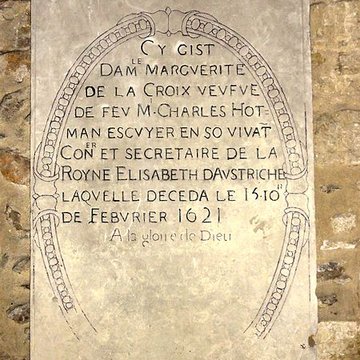 CY GIST
DAM^LE MARGVERITE
DE LA CROIX VEVFVE
DE FEV M·CHARLES HOT-
MAN ESCVYER EN SO VIVAT
CON^ER ET SECRETAIRE DE LA
ROYNE ELISABETH DAVSTRICHE
LAQVELLE DECEDA LE 15·10^R
DE FEBVRIER 1621
A la gloire de Dieu